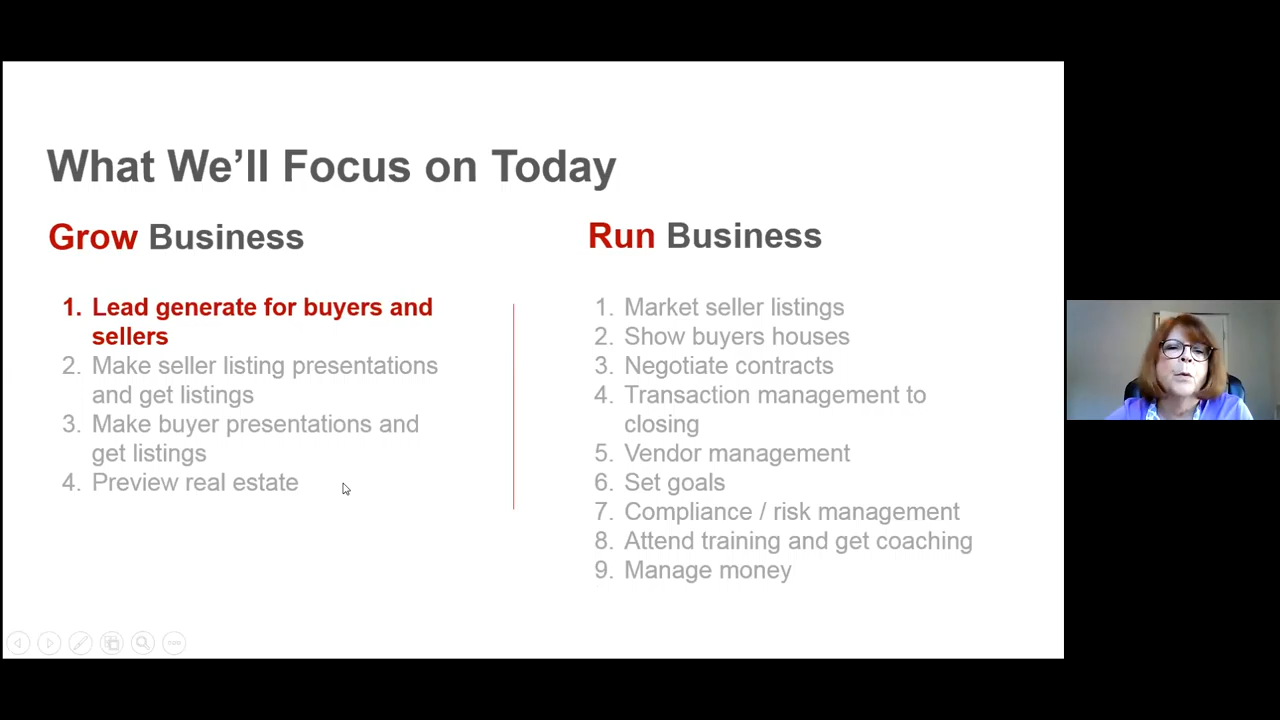 What We’ll Focus on Today
Grow Business
1. Lead generate for buyers and
sellers
2. Make seller listing presentations
and get listings
3. Make buyer presentations and
get listings
4. Preview real estate
Run Business
1. Market seller listings
2. Show buyers houses
3. Negotiate contracts
4. Transaction management to
closing
5. Vendor management
6. Set goals
7. Compliance / risk management
8. Attend training and get coaching
9. Manage money